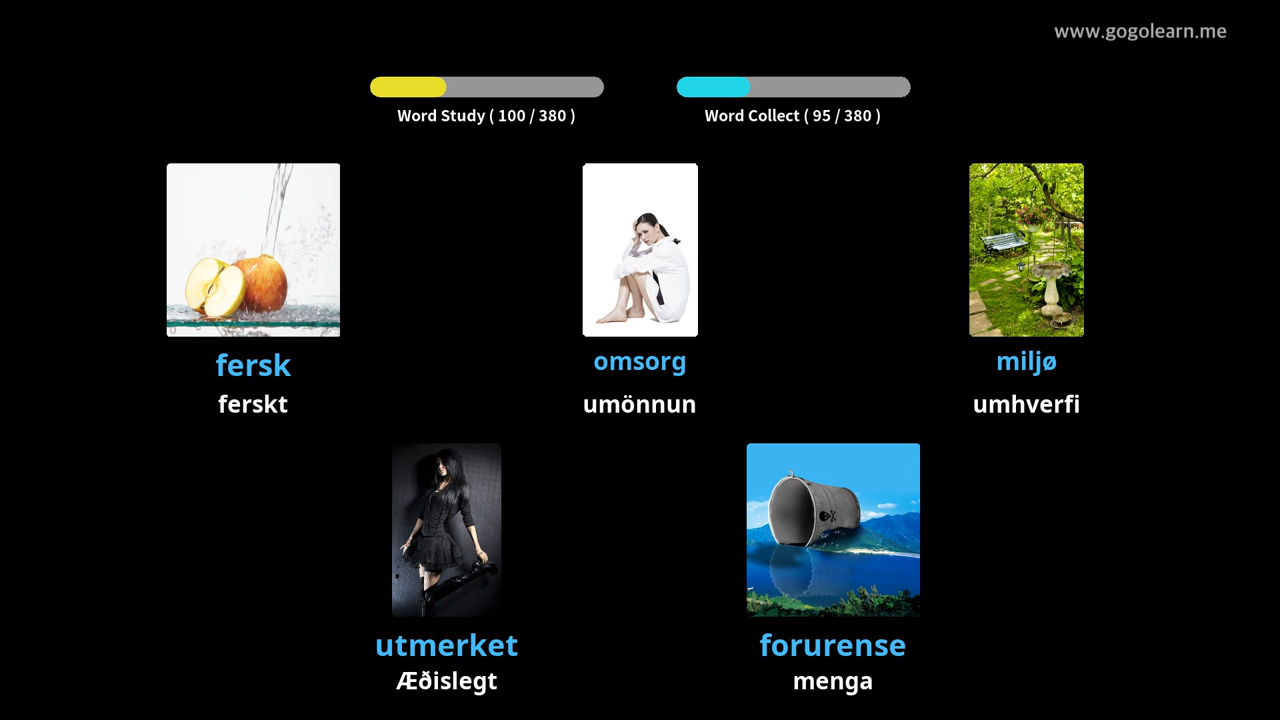 www.gogolearn.me
Word Study ( 100 / 380 )
Word Collect ( 95 / 380 )
fersk
omsorg
miljø
ferskt
umönnun
umhverfi
utmerket
forurense
Æðislegt
menga